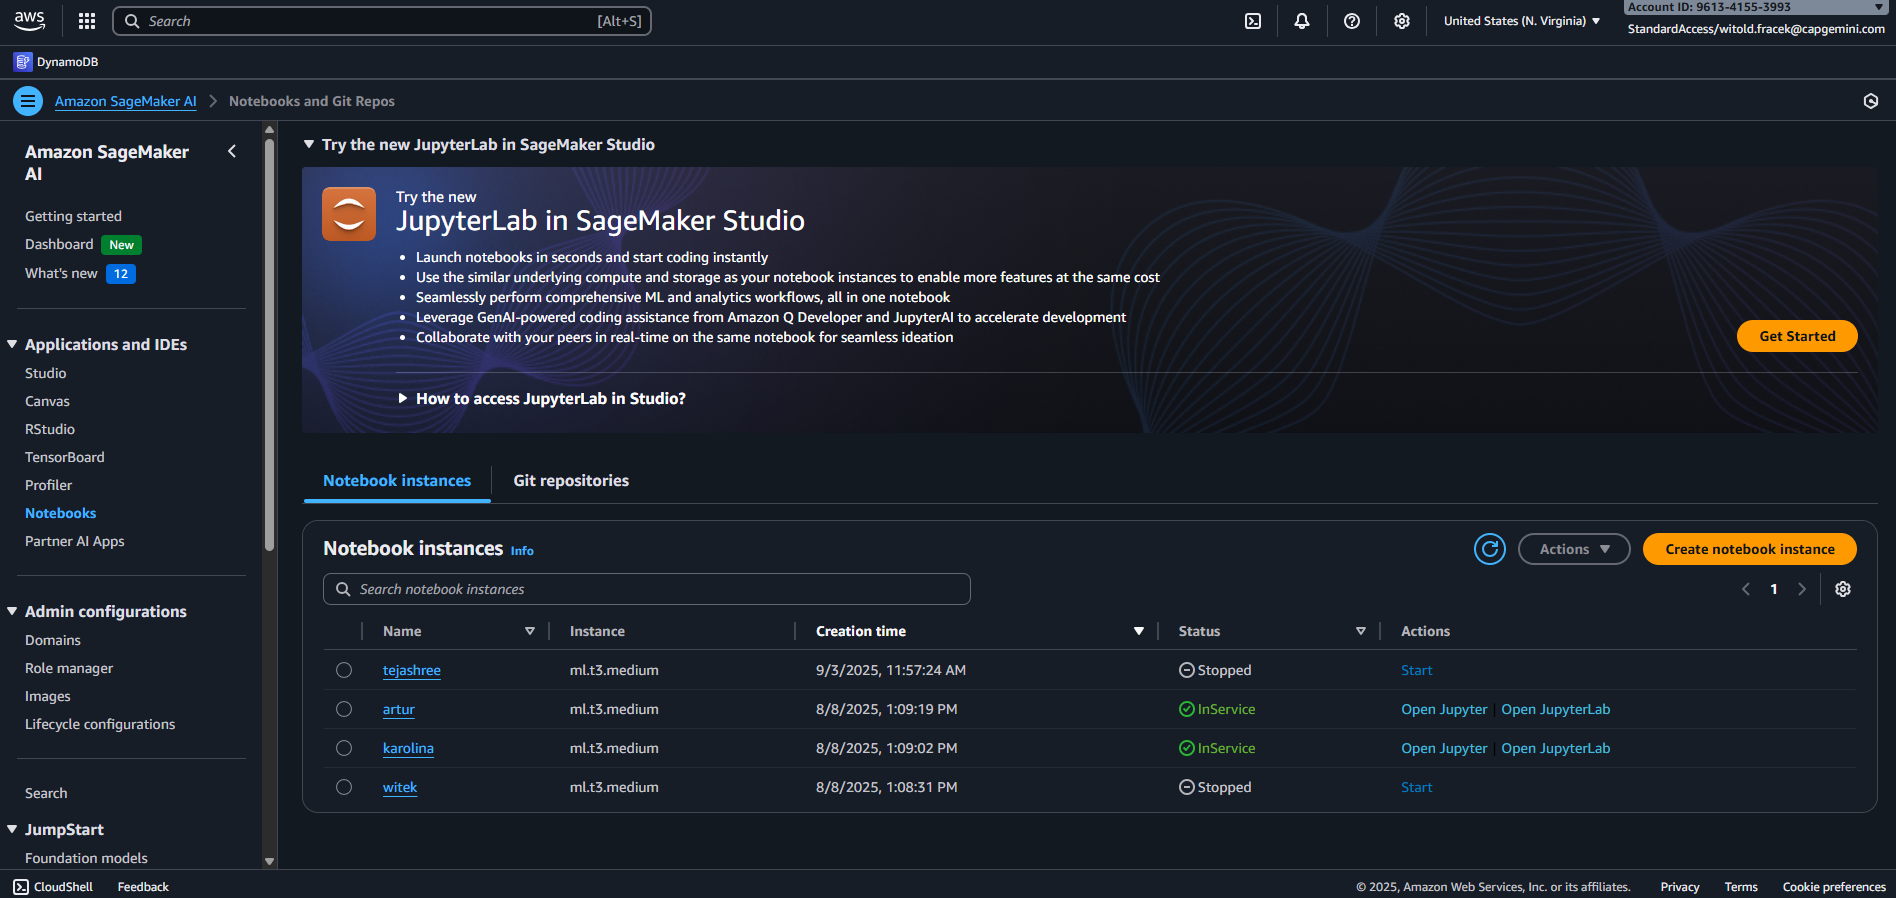 aws
Search [Alt+S]
United States (N. Virginia)
Account ID: 9613-4155-3993
StandardAccess/witold.fracek@capgemini.com
DynamoDB
Amazon SageMaker AI
Notebooks and Git Repos
Amazon SageMaker
AI
Getting started
Dashboard New
What's new 12
Applications and IDEs
Studio
Canvas
RStudio
TensorBoard
Profiler
Notebooks
Partner AI Apps
Admin configurations
Domains
Role manager
Images
Lifecycle configurations
Search
JumpStart
Foundation models
Try the new JupyterLab in SageMaker Studio
Try the new
JupyterLab in SageMaker Studio
Launch notebooks in seconds and start coding instantly
Use the similar underlying compute and storage as your notebook instances to enable more features at the same cost
Seamlessly perform comprehensive ML and analytics workflows, all in one notebook
Leverage GenAI-powered coding assistance from Amazon Q Developer and JupyterAI to accelerate development
Collaborate with your peers in real-time on the same notebook for seamless ideation
Get Started
How to access JupyterLab in Studio?
Notebook instances Git repositories
Notebook instances Info
Actions
Create notebook instance
Search notebook instances
1
Name Instance Creation time Status Actions
tejashree ml.t3.medium 9/3/2025, 11:57:24 AM Stopped Start
artur ml.t3.medium 8/8/2025, 1:09:19 PM InService Open Jupyter | Open JupyterLab
karolina ml.t3.medium 8/8/2025, 1:09:02 PM InService Open Jupyter | Open JupyterLab
witek ml.t3.medium 8/8/2025, 1:08:31 PM Stopped Start
CloudShell Feedback
© 2025, Amazon Web Services, Inc. or its affiliates. Privacy Terms Cookie preferences